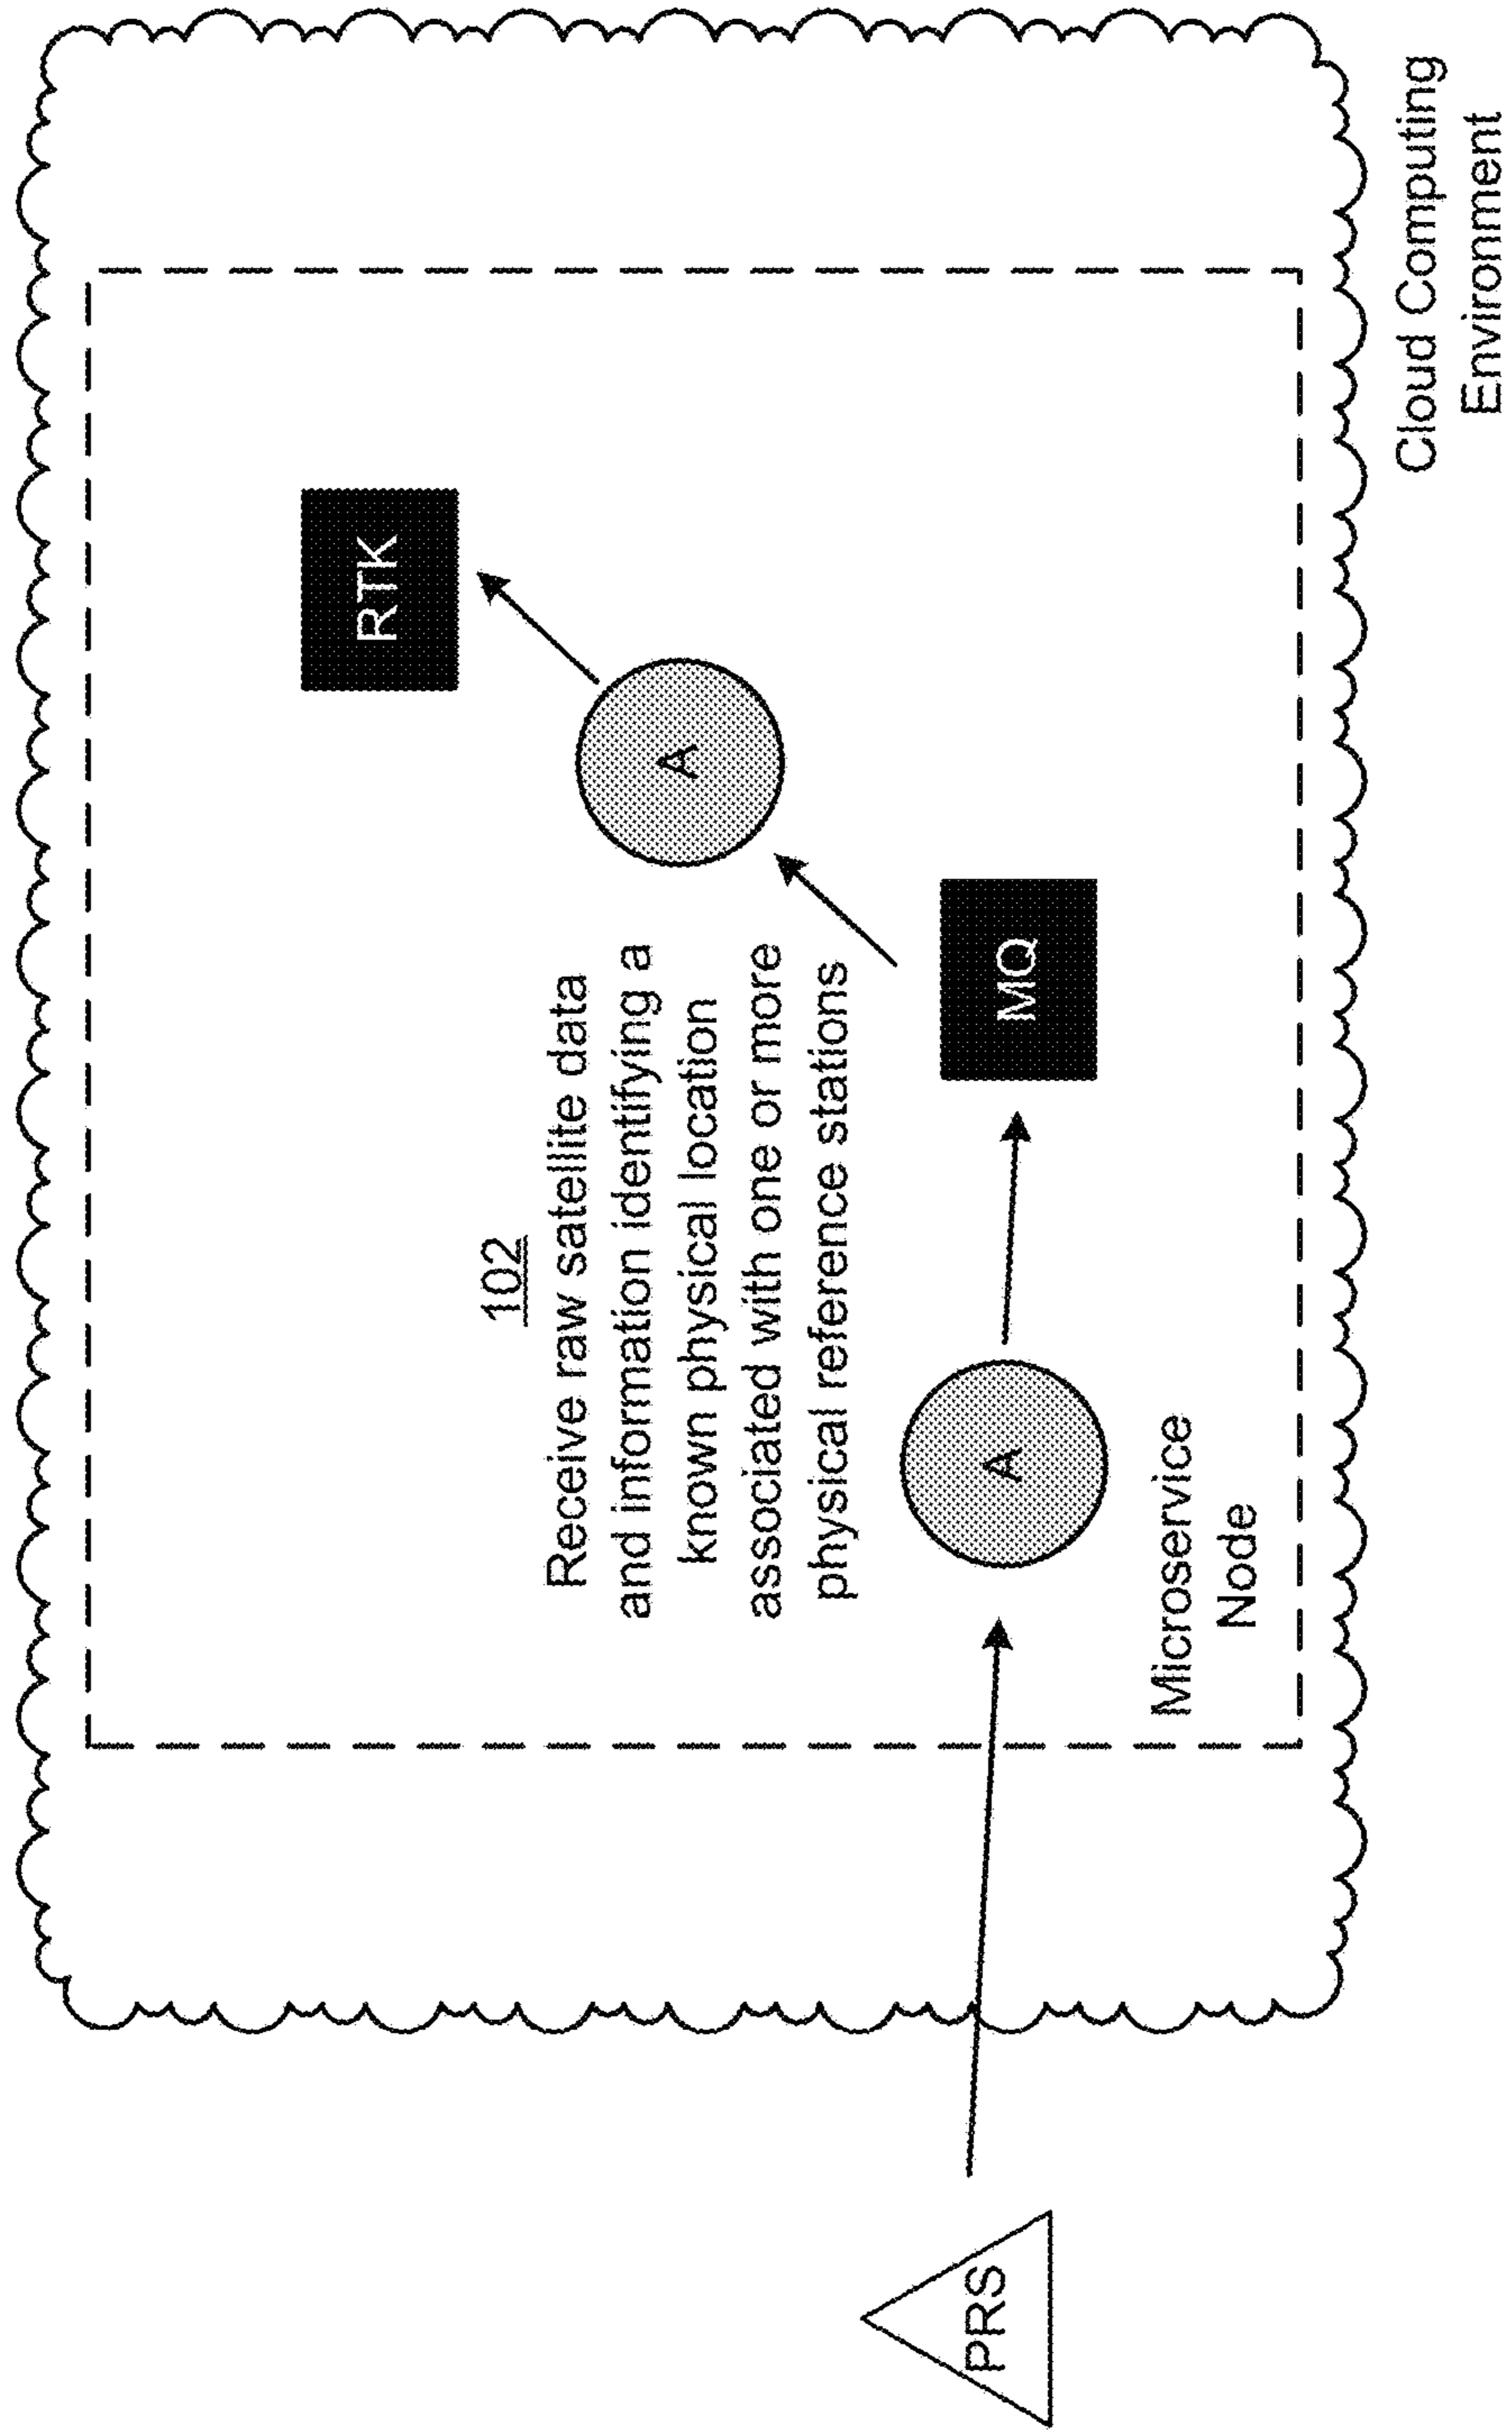 102
Receive raw satellite data
and information identifying a
known physical location
associated with one or more
physical reference stations
RTK
A
MQ
A
Microservice
Node
PRS
Cloud Computing
Environment